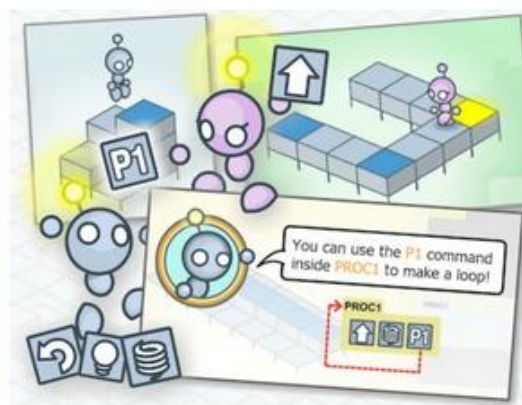 P1
You can use the P1 command
inside PROC1 to make a loop!
PROC1
P1